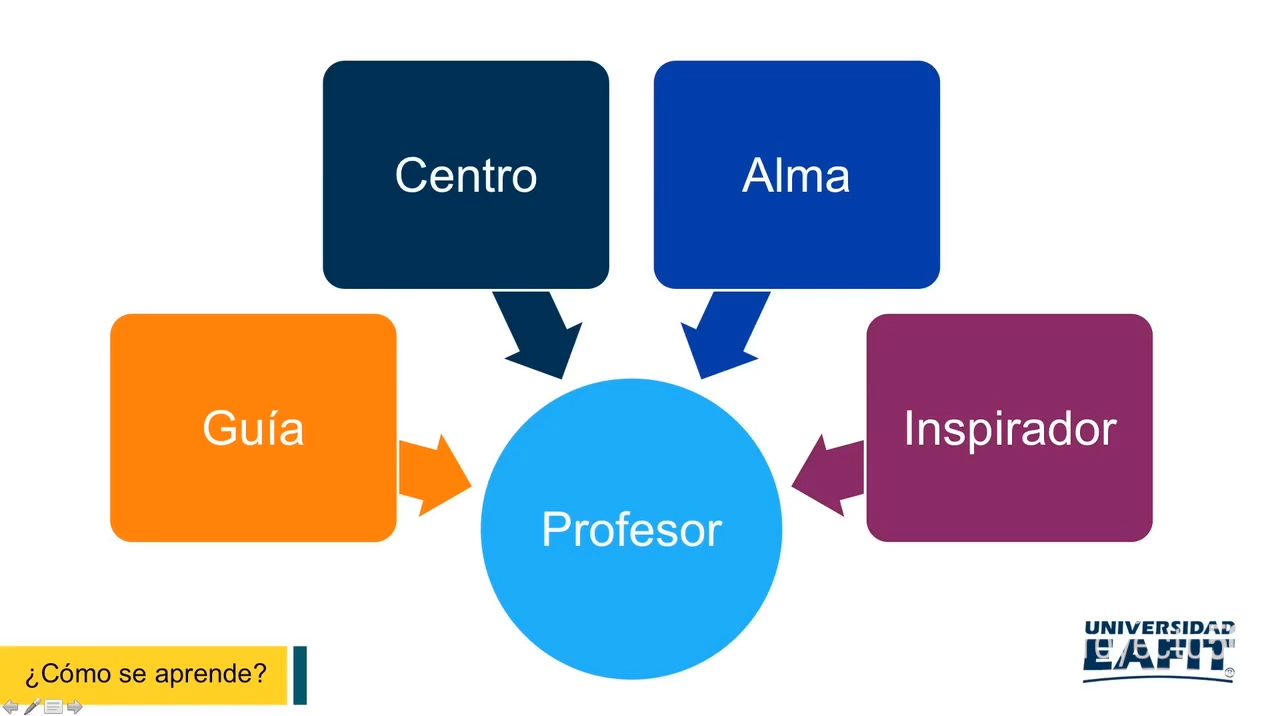 Centro
Alma
Guía
Inspirador
Profesor
¿Cómo se aprende?
UNIVERSIDAD
EAFIT